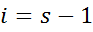 i = s − 1